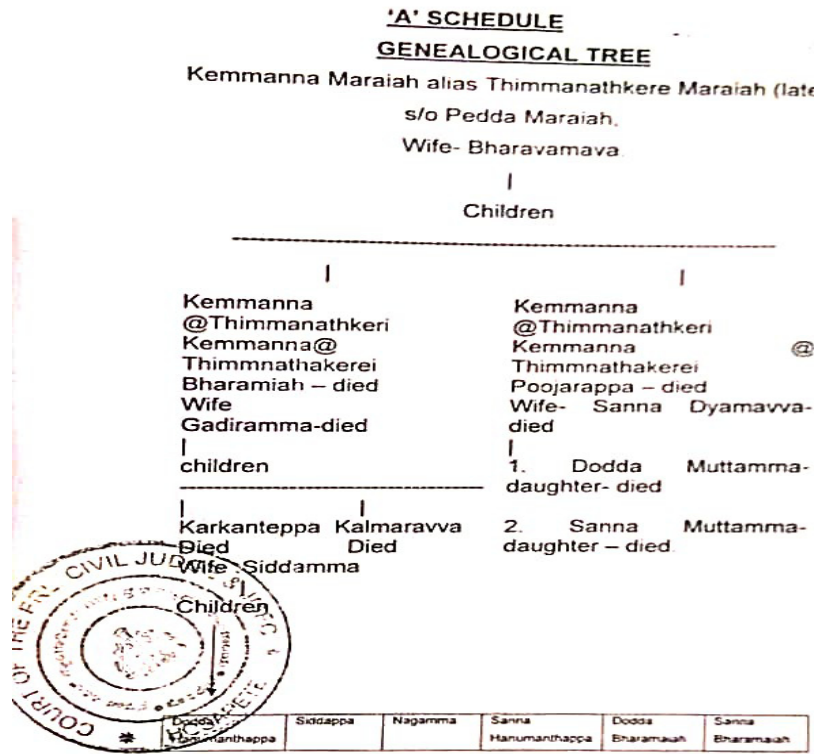 'A' SCHEDULE
GENEALOGICAL TREE
Kemmanna Maraiah alias Thimmanathkere Maraiah (late
s/o Pedda Maraiah,
Wife- Bharavamava.
Children
Kemmanna
@Thimmanathkeri
Kemmanna@
Thimmnathakerei
Bharamiah – died
Wife
Gadiramma-died
children
Karkanteppa Kalmaravva
Died Died
Wife :Siddamma
Children
Kemmanna
@Thimmanathkeri
Kemmanna @
Thimmnathakerei
Poojarappa – died
Wife- Sanna Dyamavva-
died
1. Dodda Muttamma-
daughter- died
2. Sanna Muttamma-
daughter – died.
COURT OF THE PRL CIVIL
Dodda Hanumanthappa
Siddappa
Nagamma
Sanna
Hanumanthappa
Dodda
Bharamaiah
Sanna
Bharamaiah